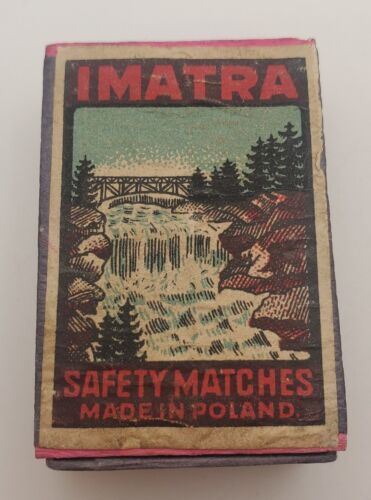 IMATRA
SAFETY MATCHES
MADE IN POLAND.